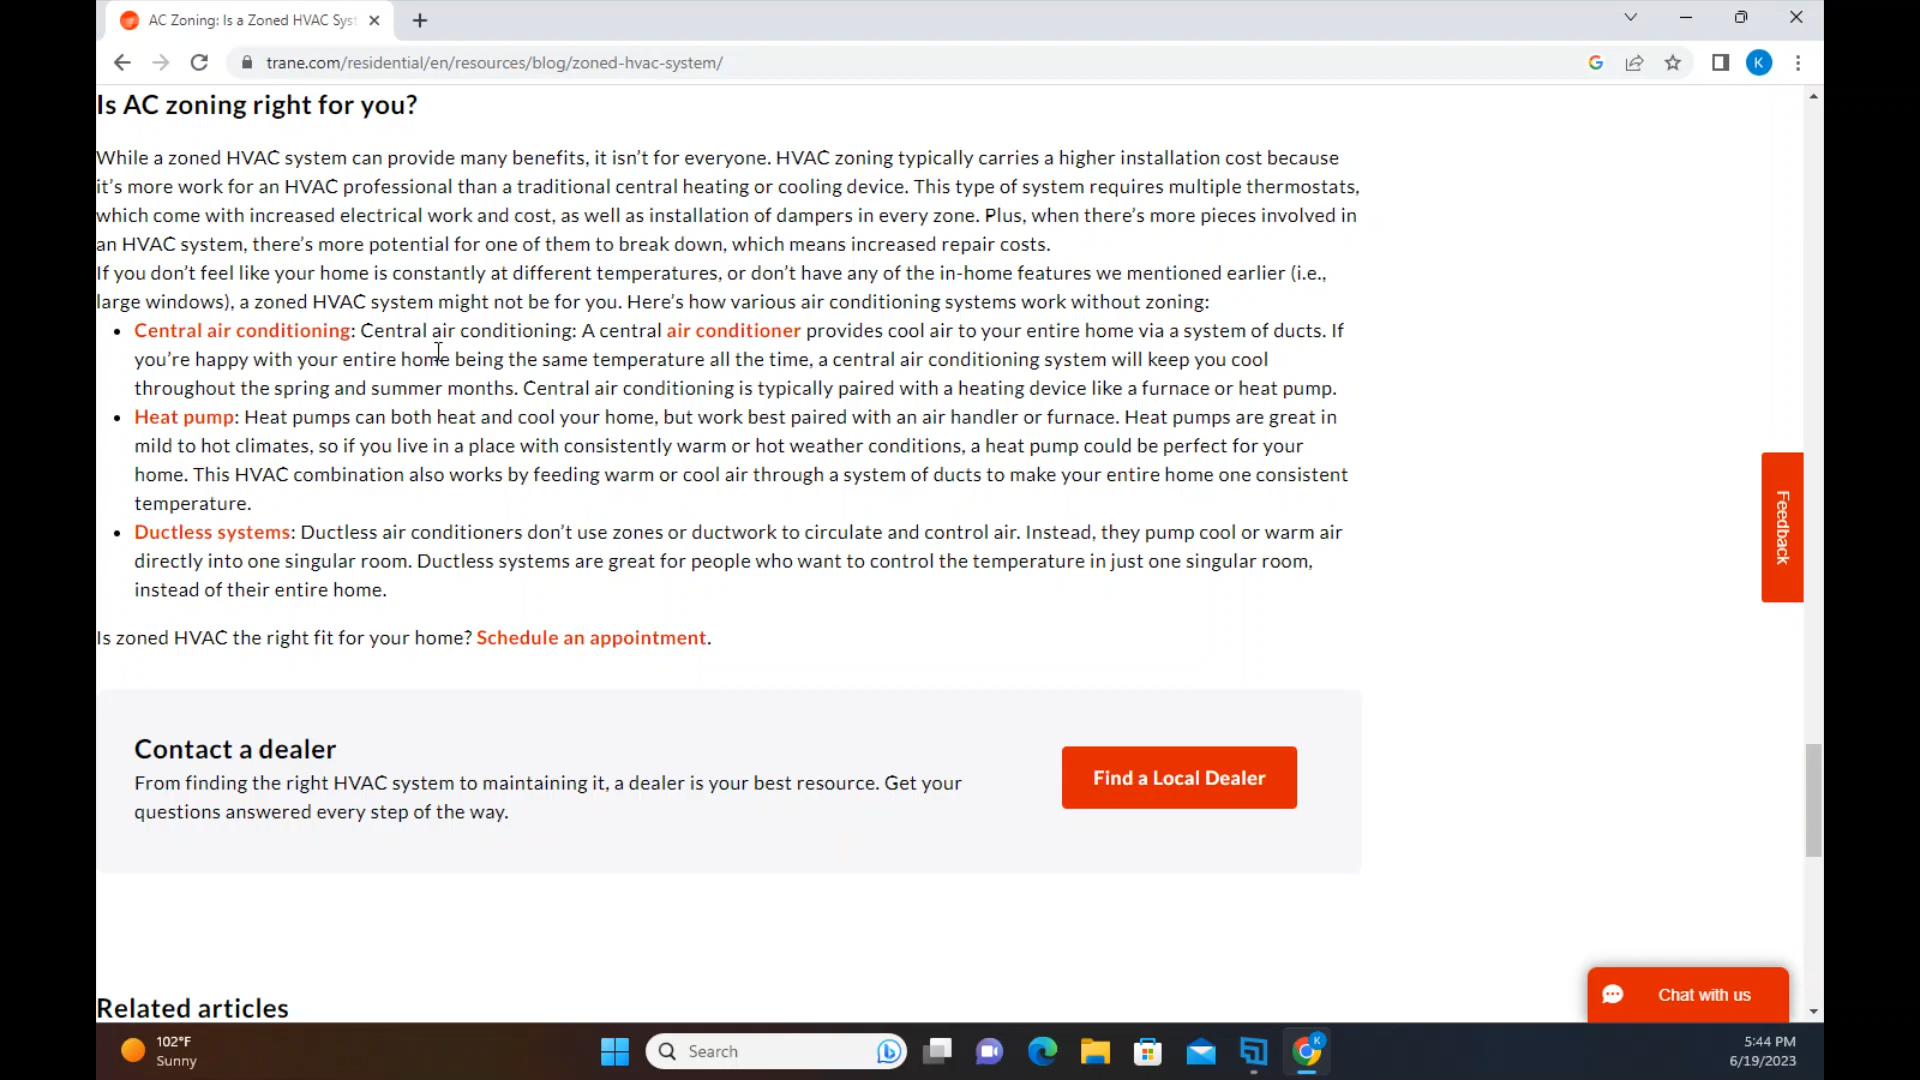 AC Zoning: Is a Zoned HVAC Syst
trane.com/residential/en/resources/blog/zoned-hvac-system/
K
Is AC zoning right for you?
While a zoned HVAC system can provide many benefits, it isn’t for everyone. HVAC zoning typically carries a higher installation cost because
it’s more work for an HVAC professional than a traditional central heating or cooling device. This type of system requires multiple thermostats,
which come with increased electrical work and cost, as well as installation of dampers in every zone. Plus, when there’s more pieces involved in
an HVAC system, there’s more potential for one of them to break down, which means increased repair costs.
If you don’t feel like your home is constantly at different temperatures, or don’t have any of the in-home features we mentioned earlier (i.e.,
large windows), a zoned HVAC system might not be for you. Here’s how various air conditioning systems work without zoning:
• Central air conditioning: Central air conditioning: A central air conditioner provides cool air to your entire home via a system of ducts. If
you’re happy with your entire home being the same temperature all the time, a central air conditioning system will keep you cool
throughout the spring and summer months. Central air conditioning is typically paired with a heating device like a furnace or heat pump.
• Heat pump: Heat pumps can both heat and cool your home, but work best paired with an air handler or furnace. Heat pumps are great in
mild to hot climates, so if you live in a place with consistently warm or hot weather conditions, a heat pump could be perfect for your
home. This HVAC combination also works by feeding warm or cool air through a system of ducts to make your entire home one consistent
temperature.
• Ductless systems: Ductless air conditioners don’t use zones or ductwork to circulate and control air. Instead, they pump cool or warm air
directly into one singular room. Ductless systems are great for people who want to control the temperature in just one singular room,
instead of their entire home.
Is zoned HVAC the right fit for your home? Schedule an appointment.
Feedback
Contact a dealer
From finding the right HVAC system to maintaining it, a dealer is your best resource. Get your
questions answered every step of the way.
Find a Local Dealer
Related articles
Chat with us
102°F
Sunny
Search
K
5:44 PM
6/19/2023